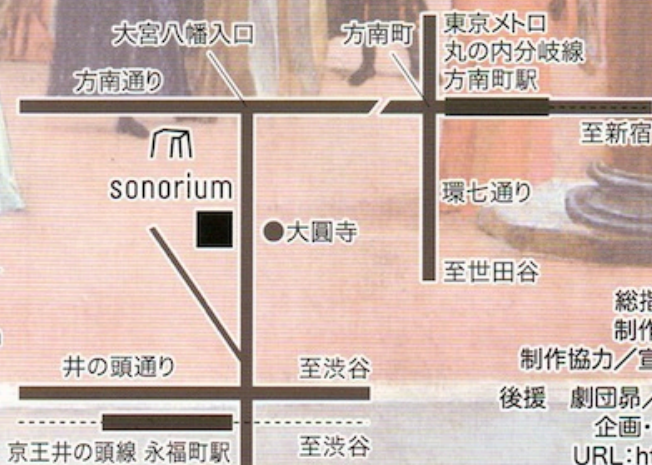 大宮八幡入口
方南町
東京メトロ
丸の内分岐線
方南町駅
方南通り
至新宿
sonorium
環七通り
大圓寺
至世田谷
総指
制作
井の頭通り
至渋谷
制作協力／宣
後援 劇団昴／
企画・
京王井の頭線 永福町駅
至渋谷
URL:ht